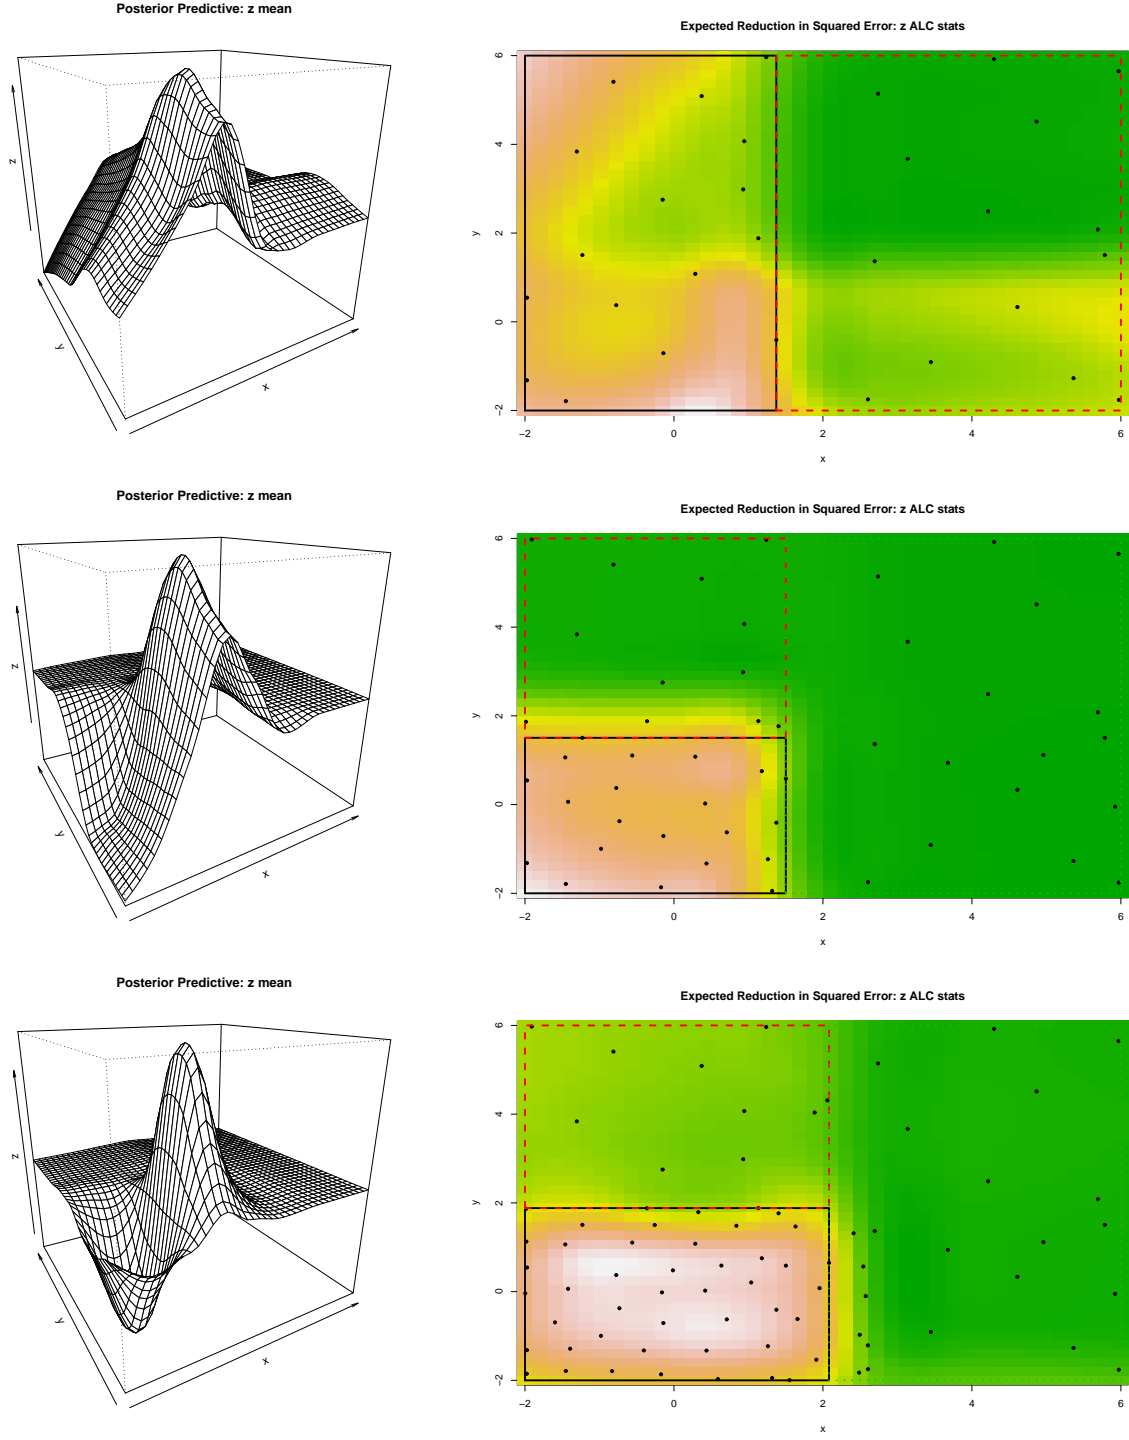 Posterior Predictive: z mean
z
y
x
Expected Reduction in Squared Error: z ALC stats
y
6
4
2
0
−2
−2 0 2 4 6
x
Posterior Predictive: z mean
z
y
x
Expected Reduction in Squared Error: z ALC stats
y
6
4
2
0
−2
−2 0 2 4 6
x
Posterior Predictive: z mean
z
y
x
Expected Reduction in Squared Error: z ALC stats
y
6
4
2
0
−2
−2 0 2 4 6
x